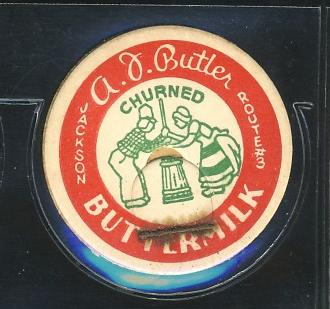 A. J. Butler
JACKSON
ROUTE #3
CHURNED
BUTTERMILK